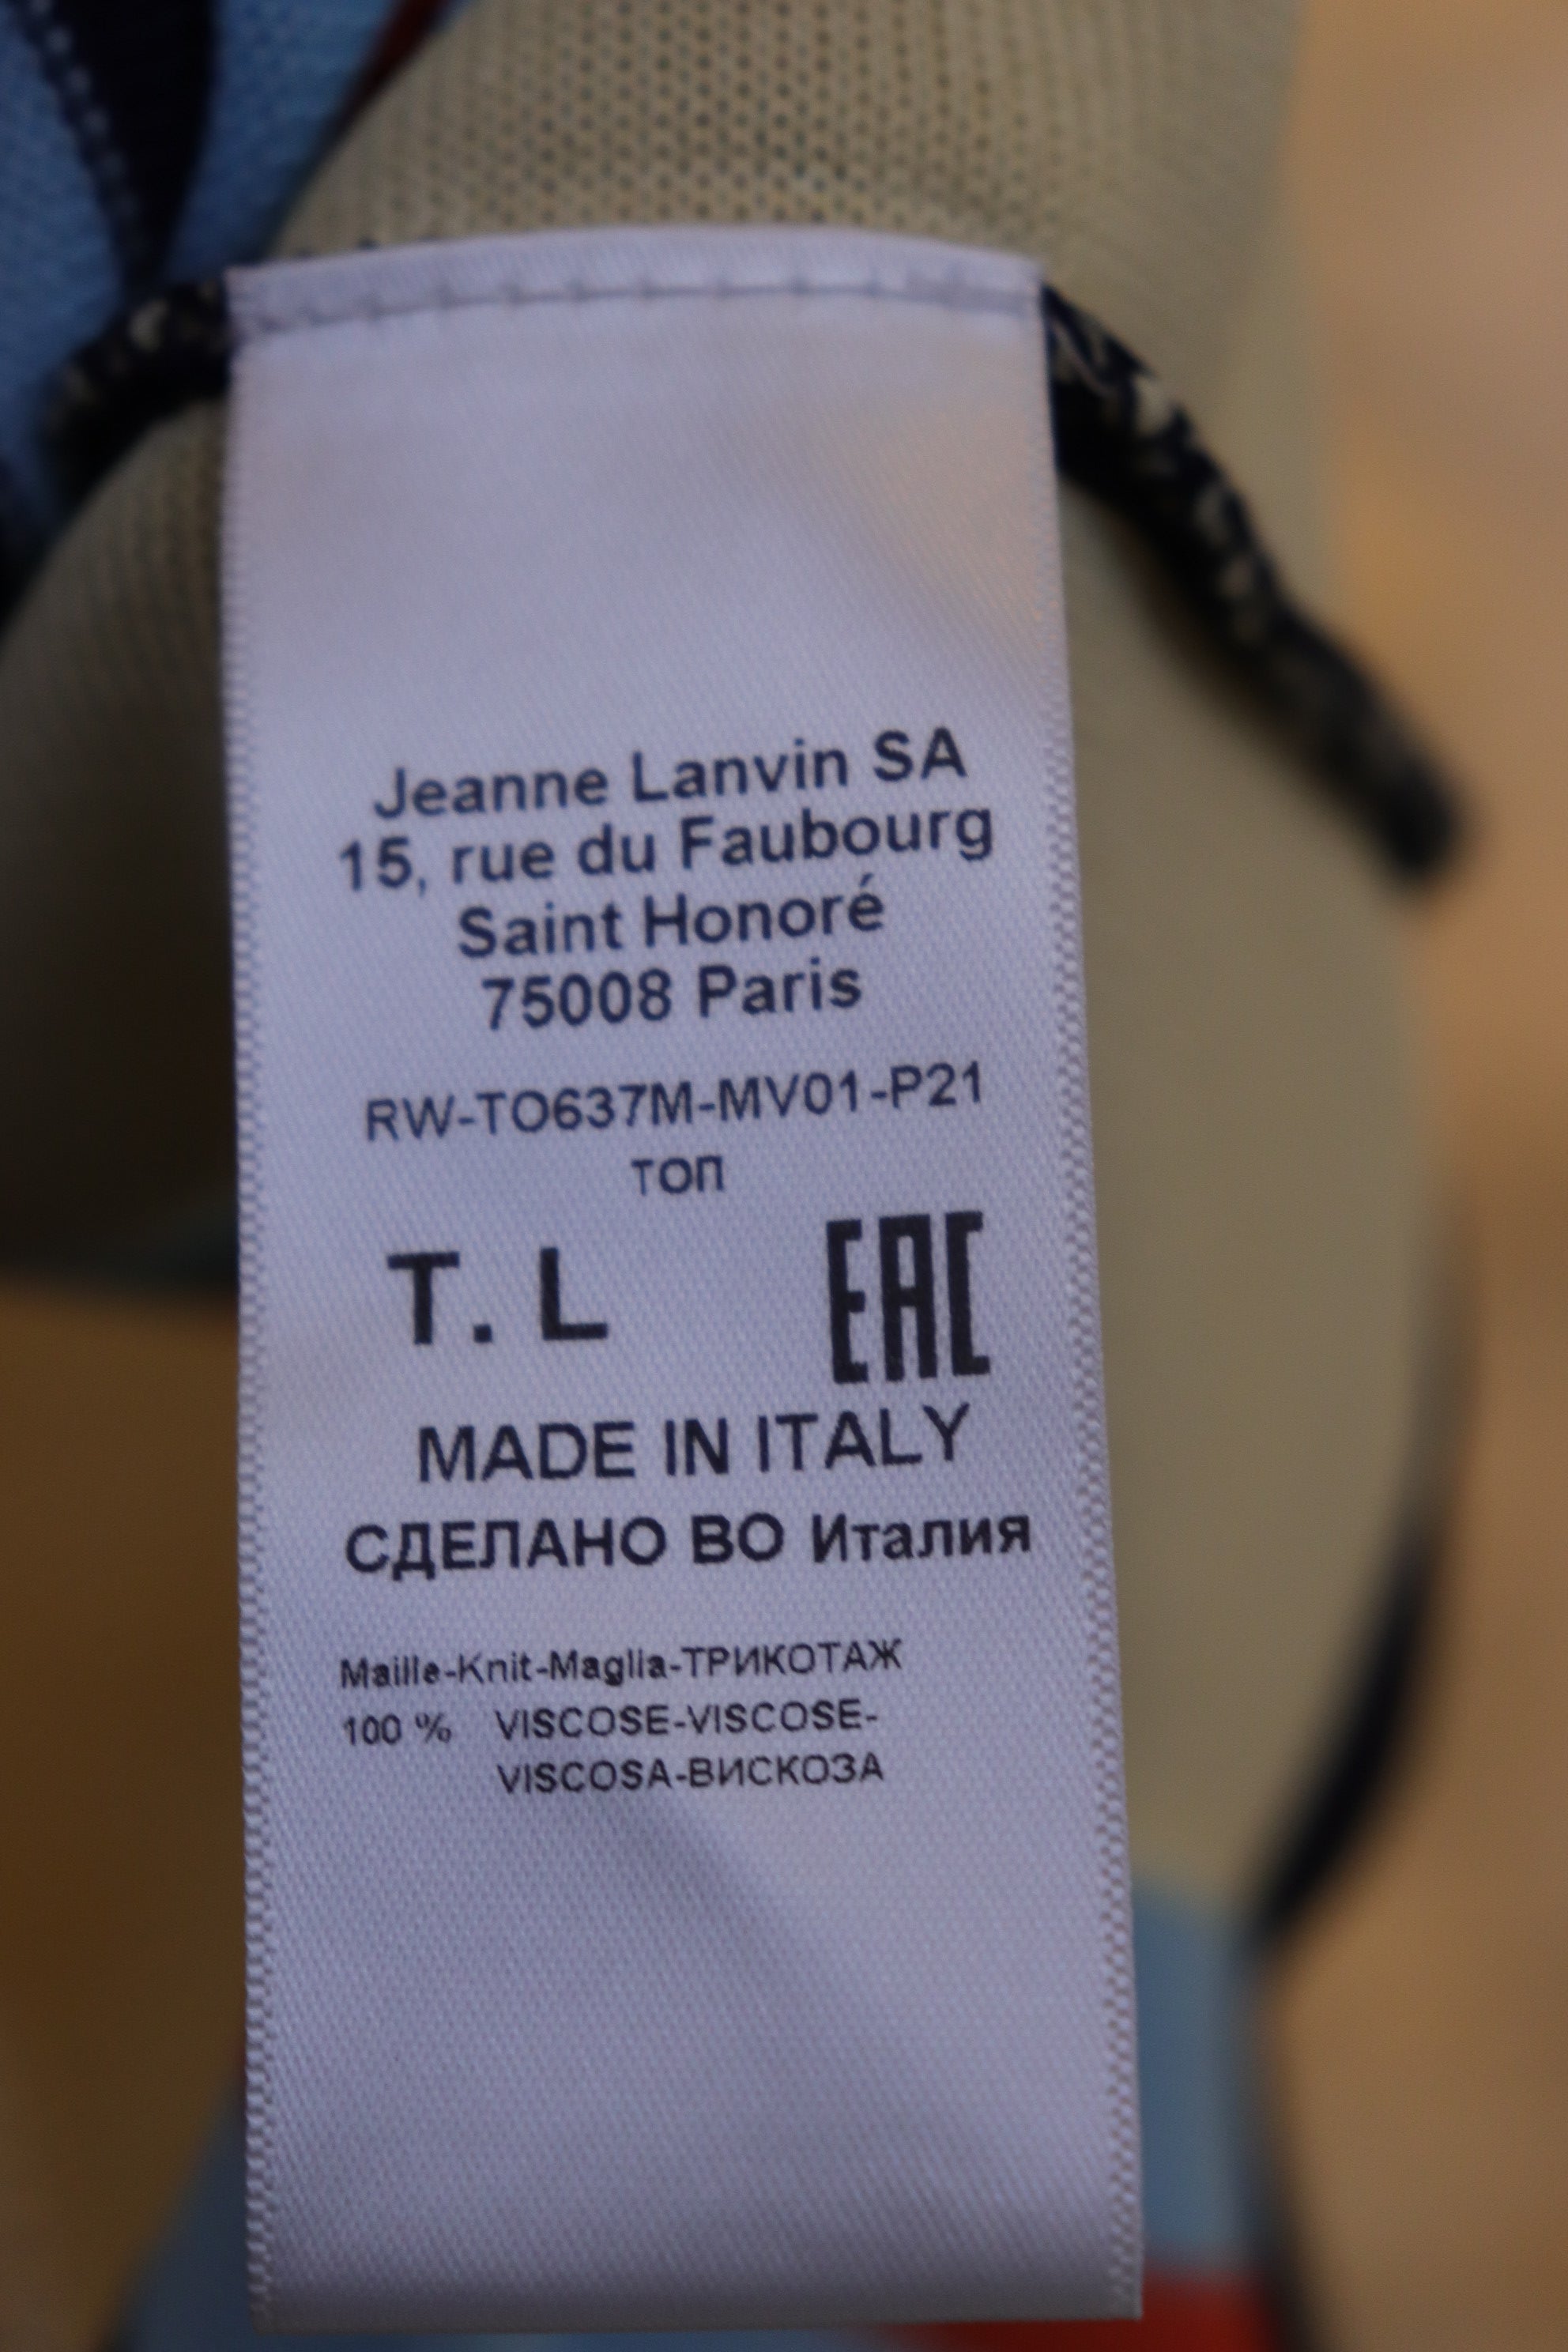 Jeanne Lanvin SA
15, rue du Faubourg
Saint Honoré
75008 Paris
RW-TO637M-MV01-P21
топ
T. L EAC
MADE IN ITALY
СДЕЛАНО ВО Италия
Maille-Knit-Maglia-ТРИКОТАЖ
100 % VISCOSE-VISCOSE-
VISCOSA-ВИСКОЗА